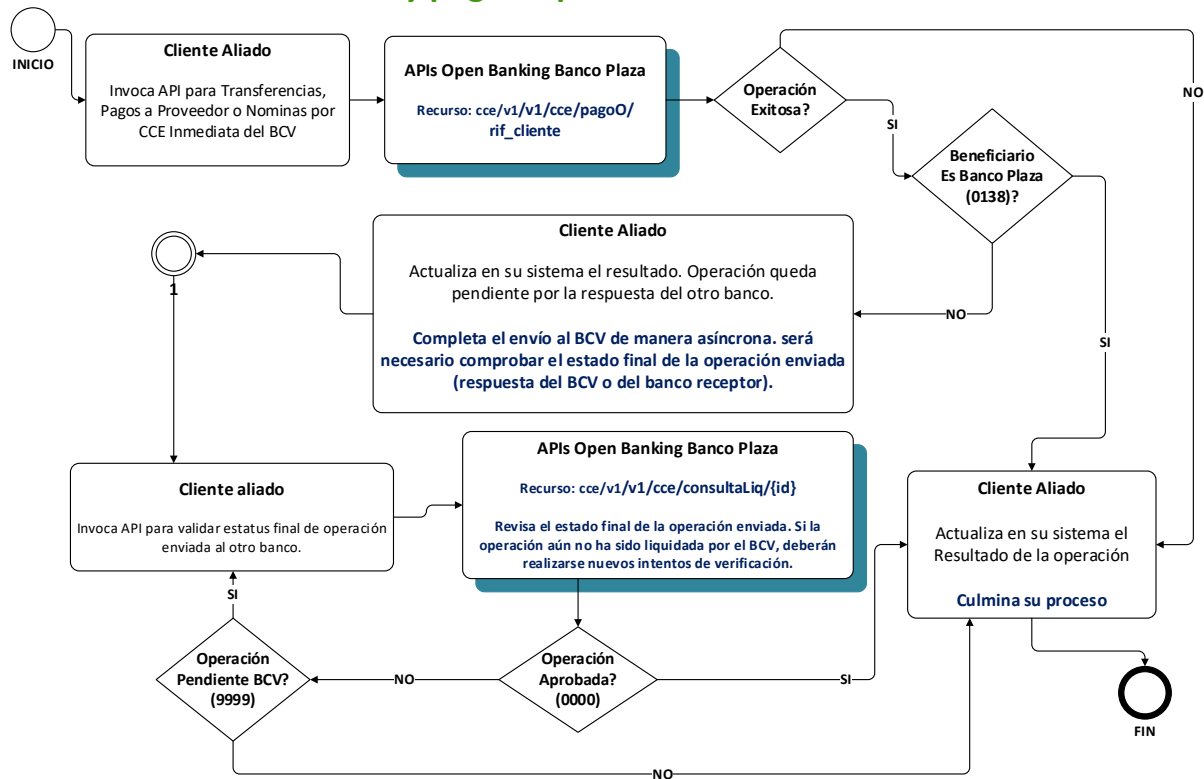 INICIO
Cliente Aliado
Invoca API para Transferencias,
Pagos a Proveedor o Nominas por
CCE Inmediata del BCV
APIs Open Banking Banco Plaza
Recurso: cce/v1/v1/cce/pagoO/
rif_cliente
Operación
Exitosa?
NO
SI
Beneficiario
Es Banco Plaza
(0138)?
Cliente Aliado
Actualiza en su sistema el resultado. Operación queda
pendiente por la respuesta del otro banco.
Completa el envío al BCV de manera asíncrona. será
necesario comprobar el estado final de la operación enviada
(respuesta del BCV o del banco receptor).
1
NO
SI
Cliente aliado
Invoca API para validar estatus final de operación
enviada al otro banco.
APIs Open Banking Banco Plaza
Recurso: cce/v1/v1/cce/consultaLiq/{id}
Revisa el estado final de la operación enviada. Si la
operación aún no ha sido liquidada por el BCV, deberán
realizarse nuevos intentos de verificación.
Cliente Aliado
Actualiza en su sistema el
Resultado de la operación
Culmina su proceso
SI
Operación
Pendiente BCV?
(9999)
NO
Operación
Aprobada?
(0000)
SI
FIN
NO